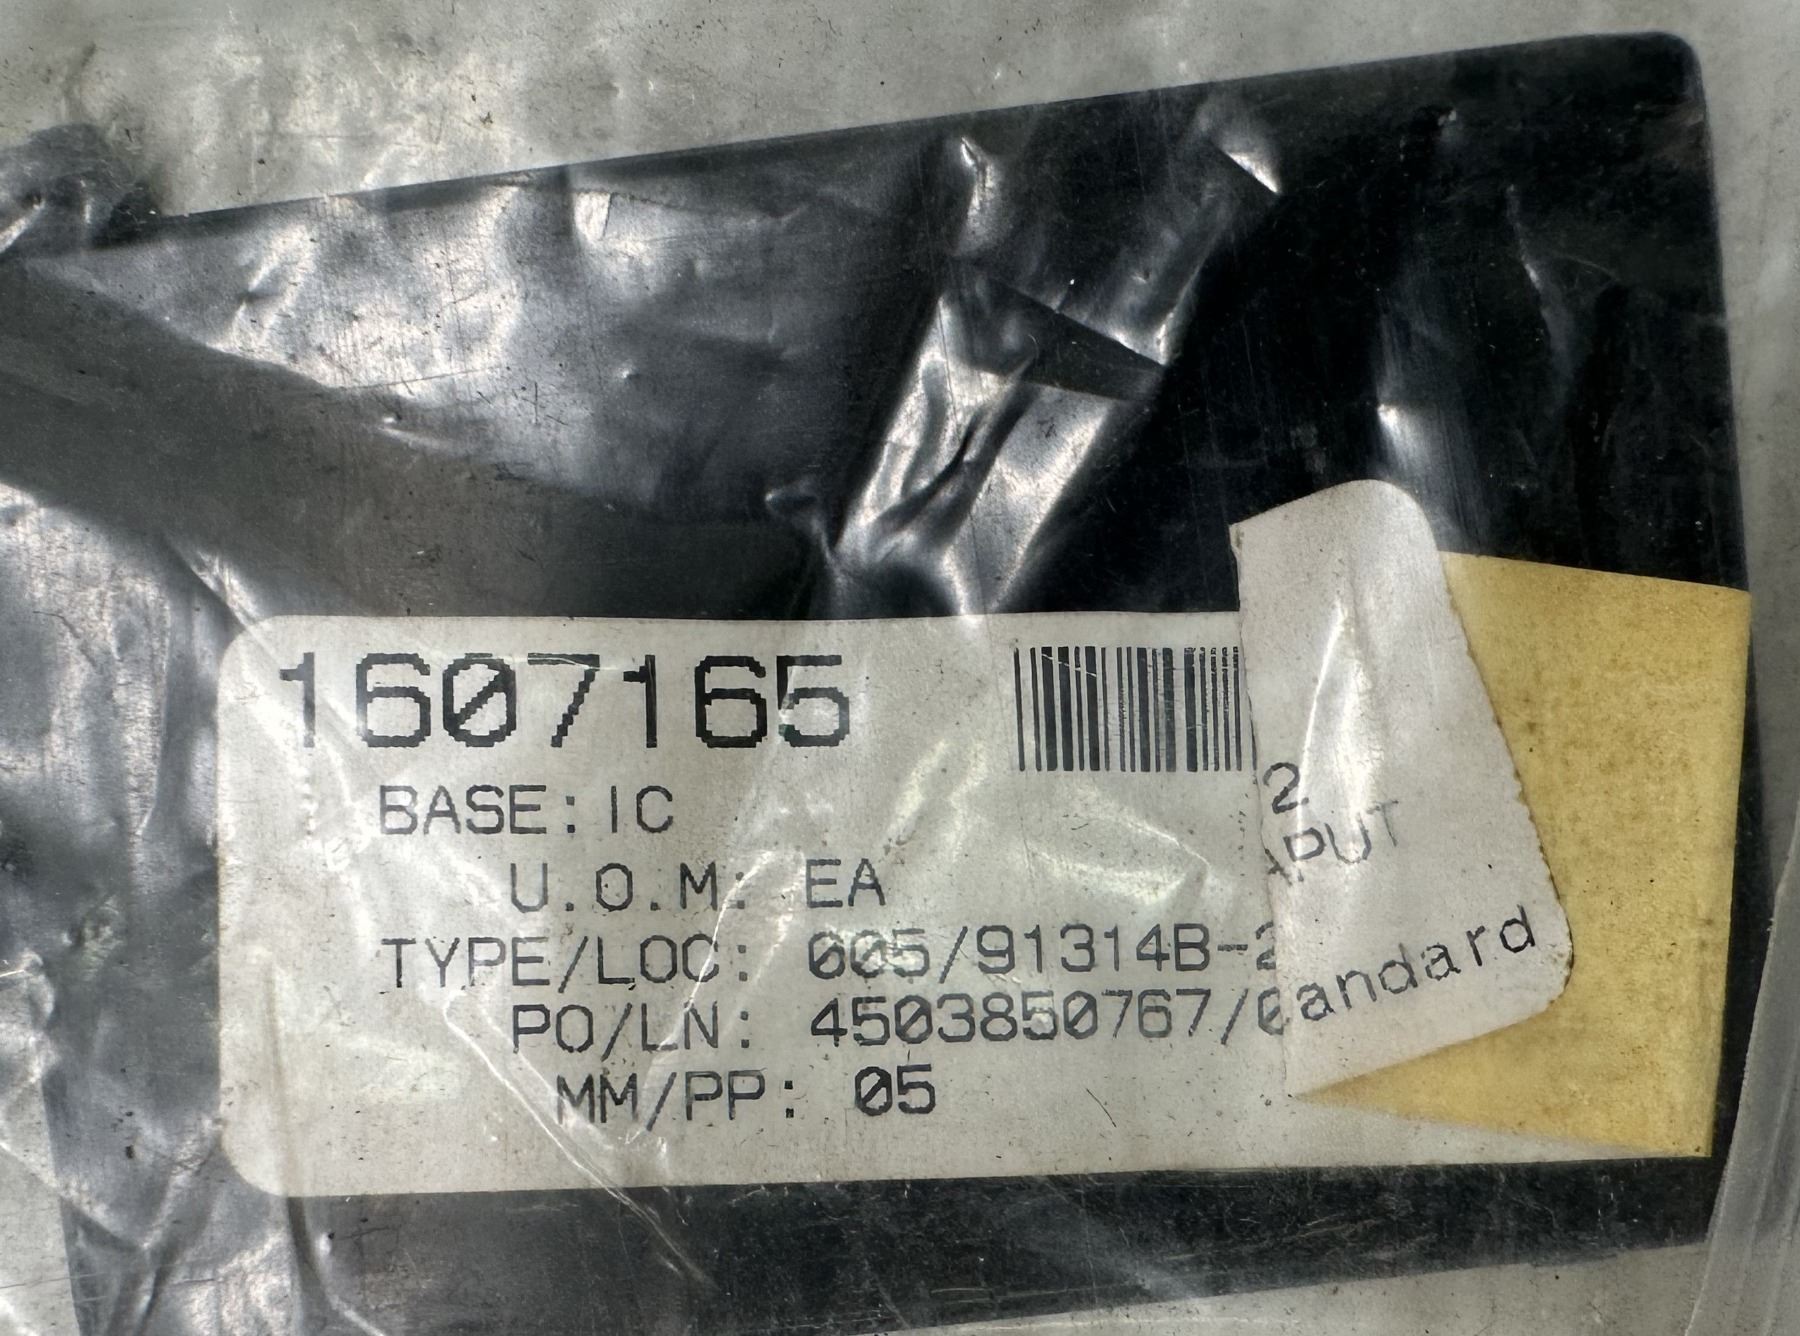 1607165
BASE: IC
U.O.M: EA
TYPE/LOC: 005/91314B-2
PO/LN: 4503850767/0
MM/PP: 05
2
PUT
andard